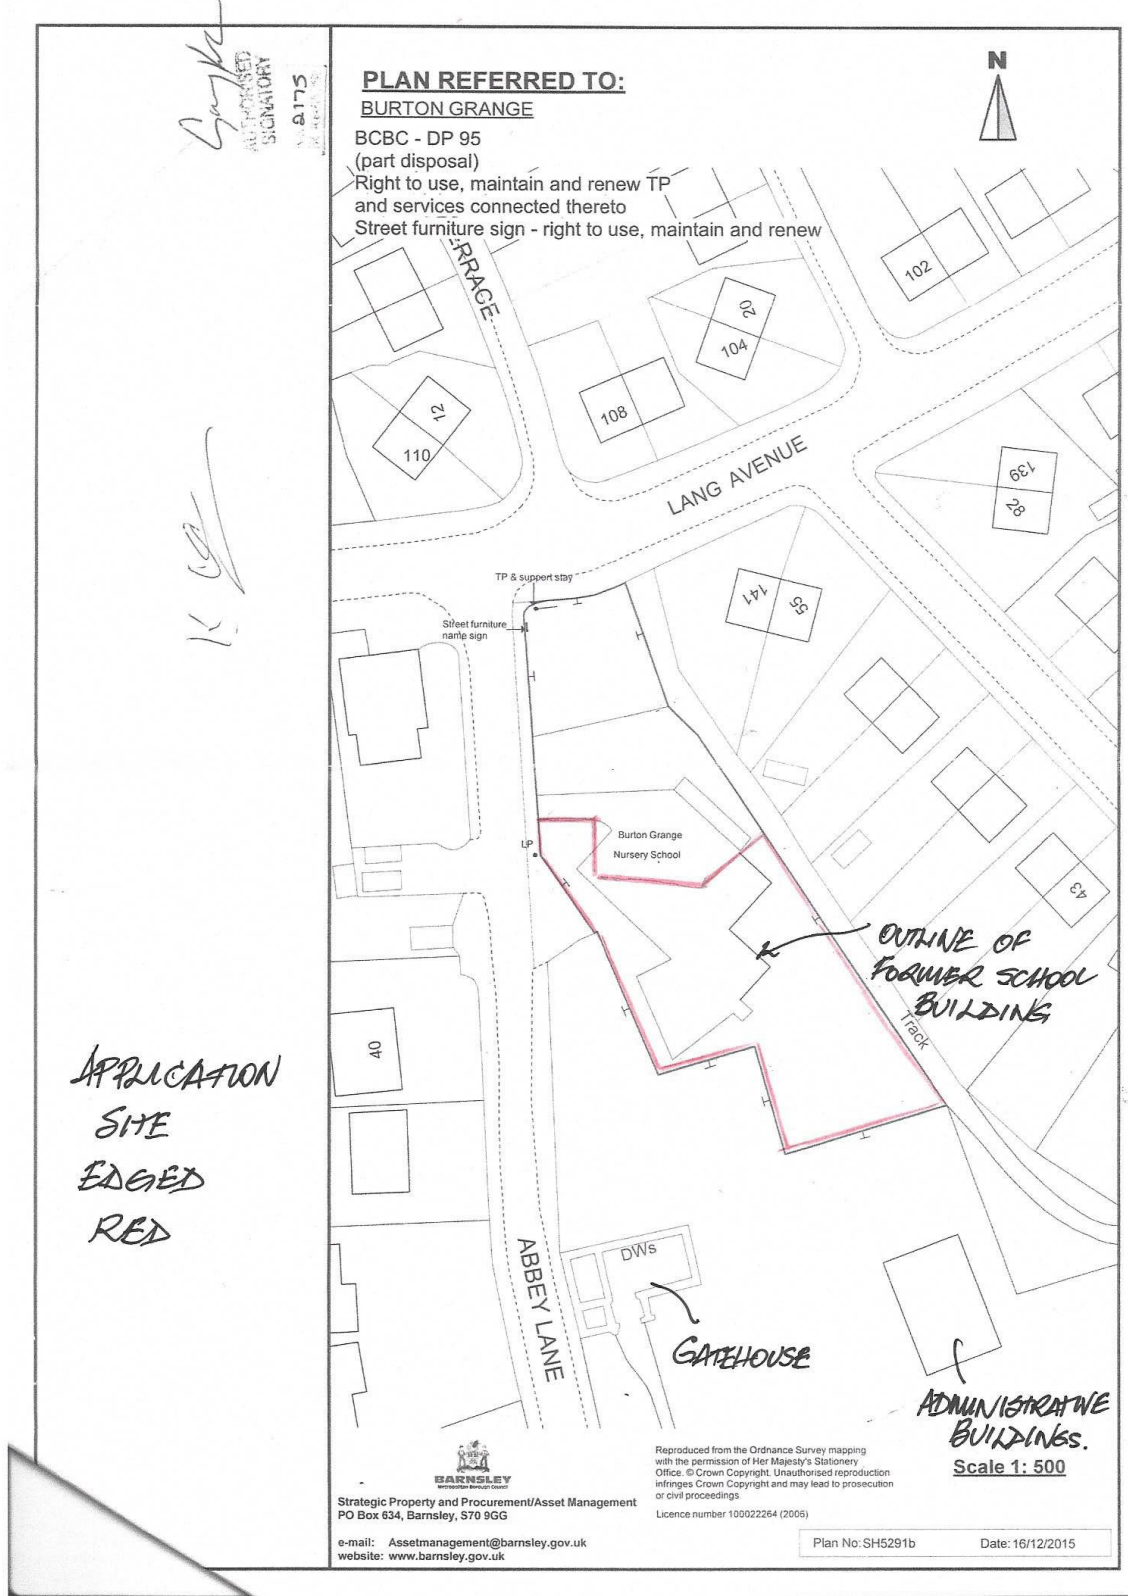 AUTHORISED
SIGNATORY
2175
PLAN REFERRED TO:
BURTON GRANGE
BCBC - DP 95
(part disposal)
Right to use, maintain and renew TP
and services connected thereto
Street furniture sign - right to use, maintain and renew
N
ERRACE
102
20
104
108
12
110
LANG AVENUE
139
28
141
55
TP & support stay
Street furniture
name sign
Burton Grange
Nursery School
LP
43
OUTLINE OF
FORMER SCHOOL
BUILDING
Track
40
APPLICATION
SITE
EDGED
RED
ABBEY LANE
DWs
GATEHOUSE
ADMINISTRATIVE
BUILDINGS.
Scale 1: 500
BARNSLEY
Metropolitan Borough Council
Strategic Property and Procurement/Asset Management
PO Box 634, Barnsley, S70 9GG
e-mail: Assetmanagement@barnsley.gov.uk
website: www.barnsley.gov.uk
Reproduced from the Ordnance Survey mapping
with the permission of Her Majesty's Stationery
Office. © Crown Copyright. Unauthorised reproduction
infringes Crown Copyright and may lead to prosecution
or civil proceedings
Licence number 100022264 (2006)
Plan No: SH5291b
Date: 16/12/2015